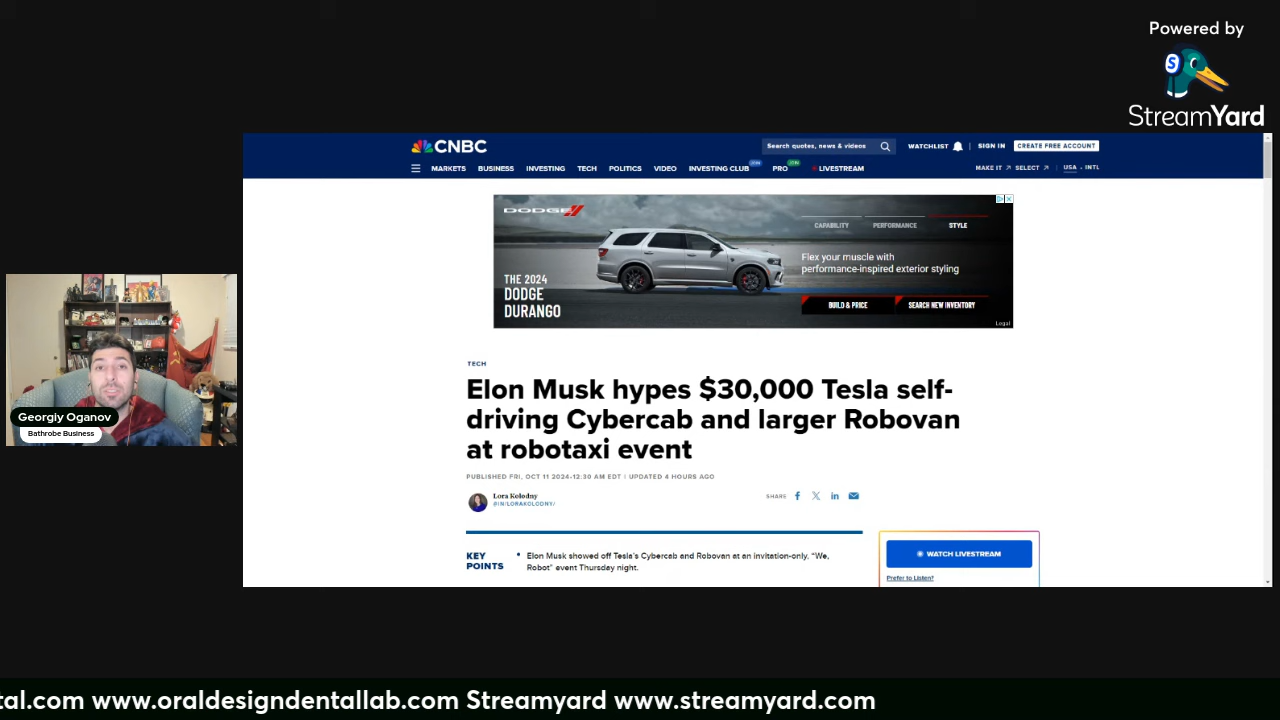 Powered by
StreamYard
CNBC
Search quotes, news & videos
WATCHLIST
SIGN IN
CREATE FREE ACCOUNT
MARKETS BUSINESS INVESTING TECH POLITICS VIDEO INVESTING CLUB JOIN PRO JOIN LIVESTREAM
MAKE IT SELECT USA • INTL
DODGE
CAPABILITY PERFORMANCE STYLE
Flex your muscle with
performance-inspired exterior styling
THE 2024
DODGE
DURANGO
BUILD & PRICE SEARCH NEW INVENTORY
Legal
TECH
Elon Musk hypes $30,000 Tesla self-
driving Cybercab and larger Robovan
at robotaxi event
PUBLISHED FRI, OCT 11 2024•12:30 AM EDT | UPDATED 4 HOURS AGO
Lora Kolodny
@IN/LORAKOLODNY/
SHARE
KEY
POINTS
• Elon Musk showed off Tesla's Cybercab and Robovan at an invitation-only, “We,
Robot” event Thursday night.
WATCH LIVESTREAM
Prefer to Listen?
Georgiy Oganov
Bathrobe Business
tal.com www.oraldesigndentallab.com Streamyard www.streamyard.com